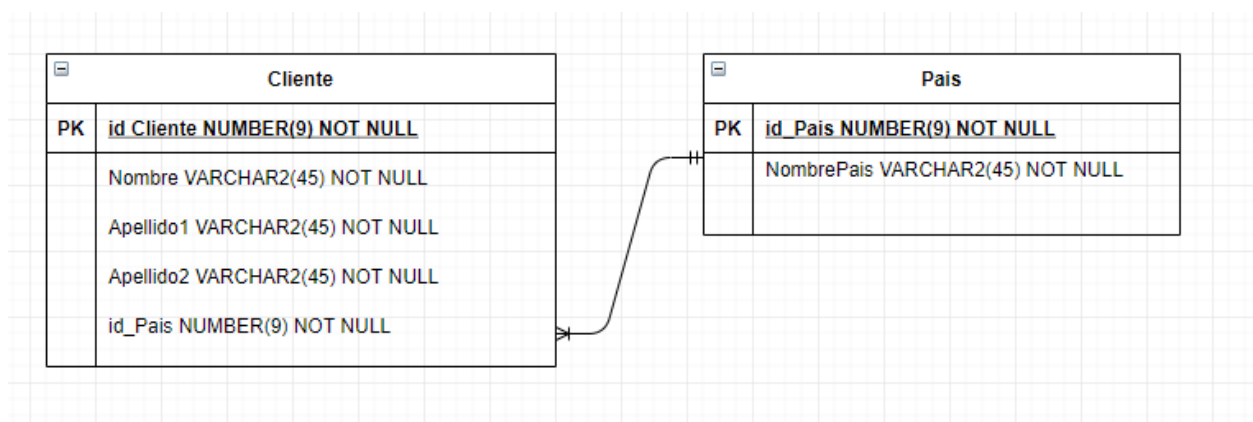 Cliente
PK id Cliente NUMBER(9) NOT NULL
Nombre VARCHAR2(45) NOT NULL
Apellido1 VARCHAR2(45) NOT NULL
Apellido2 VARCHAR2(45) NOT NULL
id_Pais NUMBER(9) NOT NULL
Pais
PK id_Pais NUMBER(9) NOT NULL
NombrePais VARCHAR2(45) NOT NULL